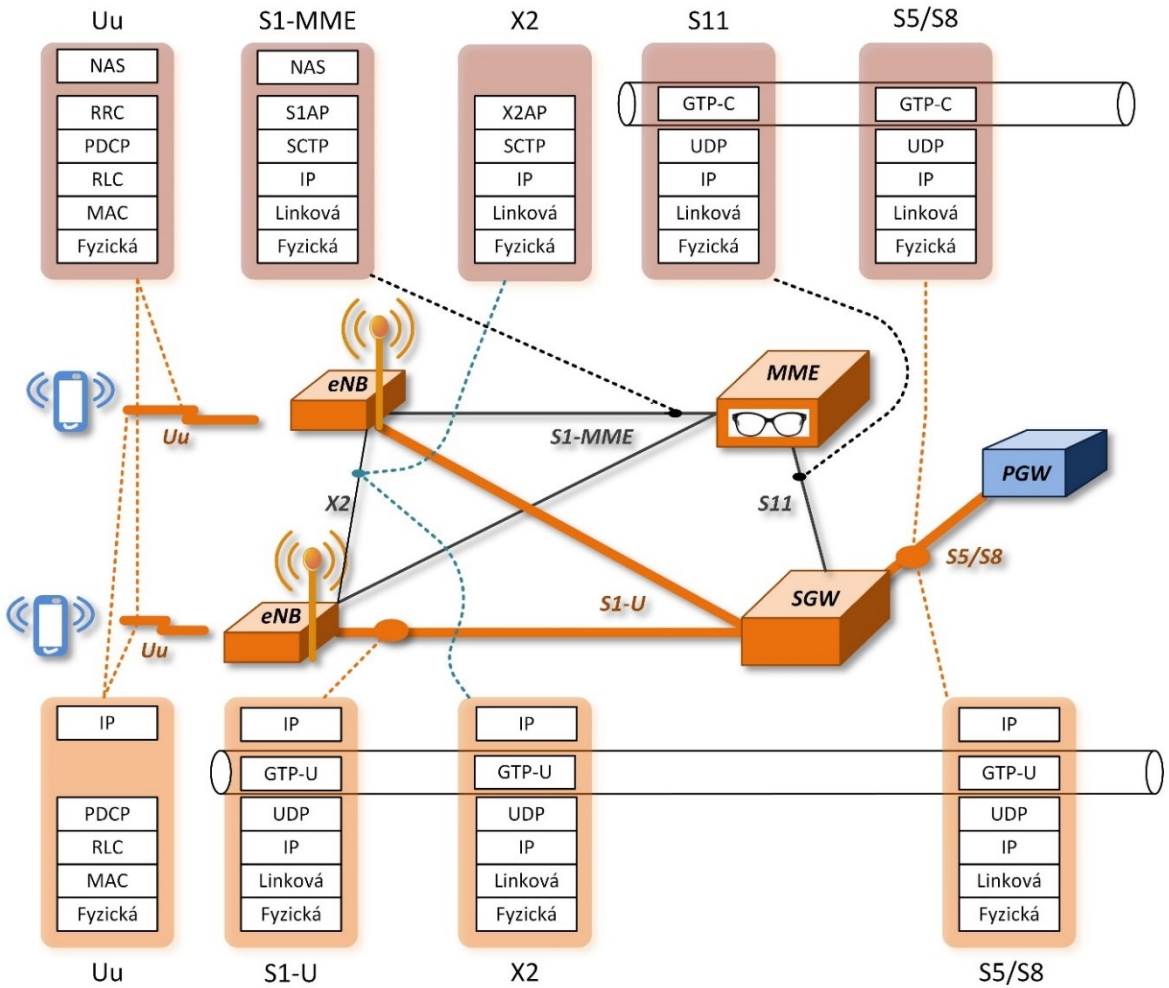 Uu
S1-MME
X2
S11
S5/S8
NAS
RRC
PDCP
RLC
MAC
Fyzická
NAS
S1AP
SCTP
IP
Linková
Fyzická
X2AP
SCTP
IP
Linková
Fyzická
GTP-C
UDP
IP
Linková
Fyzická
GTP-C
UDP
IP
Linková
Fyzická
eNB
MME
Uu
S1-MME
X2
S11
PGW
S5/S8
eNB
Uu
S1-U
SGW
IP
PDCP
RLC
MAC
Fyzická
IP
GTP-U
UDP
IP
Linková
Fyzická
IP
GTP-U
UDP
IP
Linková
Fyzická
IP
GTP-U
UDP
IP
Linková
Fyzická
Uu
S1-U
X2
S5/S8